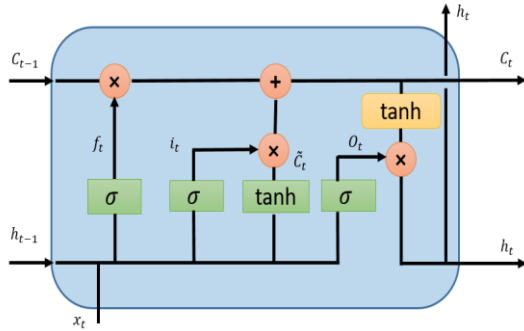 h_t
C_{t-1}
×
+
C_t
tanh
f_t
i_t
×
C̃_t
O_t
×
σ
σ
tanh
σ
h_{t-1}
h_t
x_t